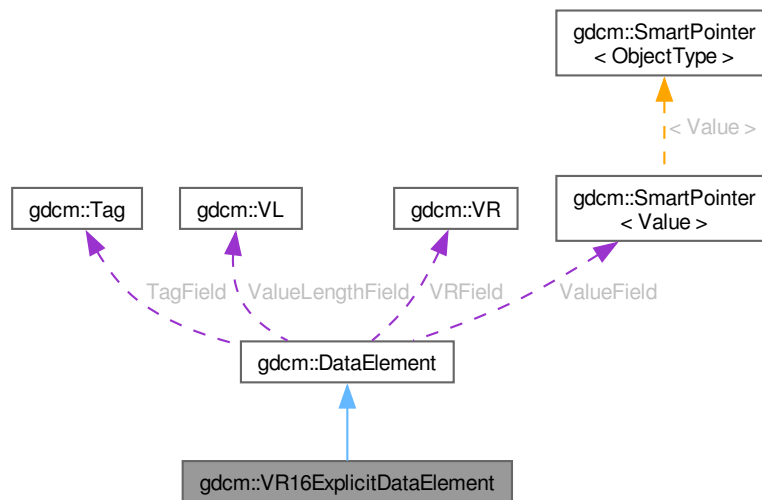 gdcm::SmartPointer
< ObjectType >
< Value >
gdcm::Tag
gdcm::VL
gdcm::VR
gdcm::SmartPointer
< Value >
TagField
ValueLengthField
VRField
ValueField
gdcm::DataElement
gdcm::VR16ExplicitDataElement